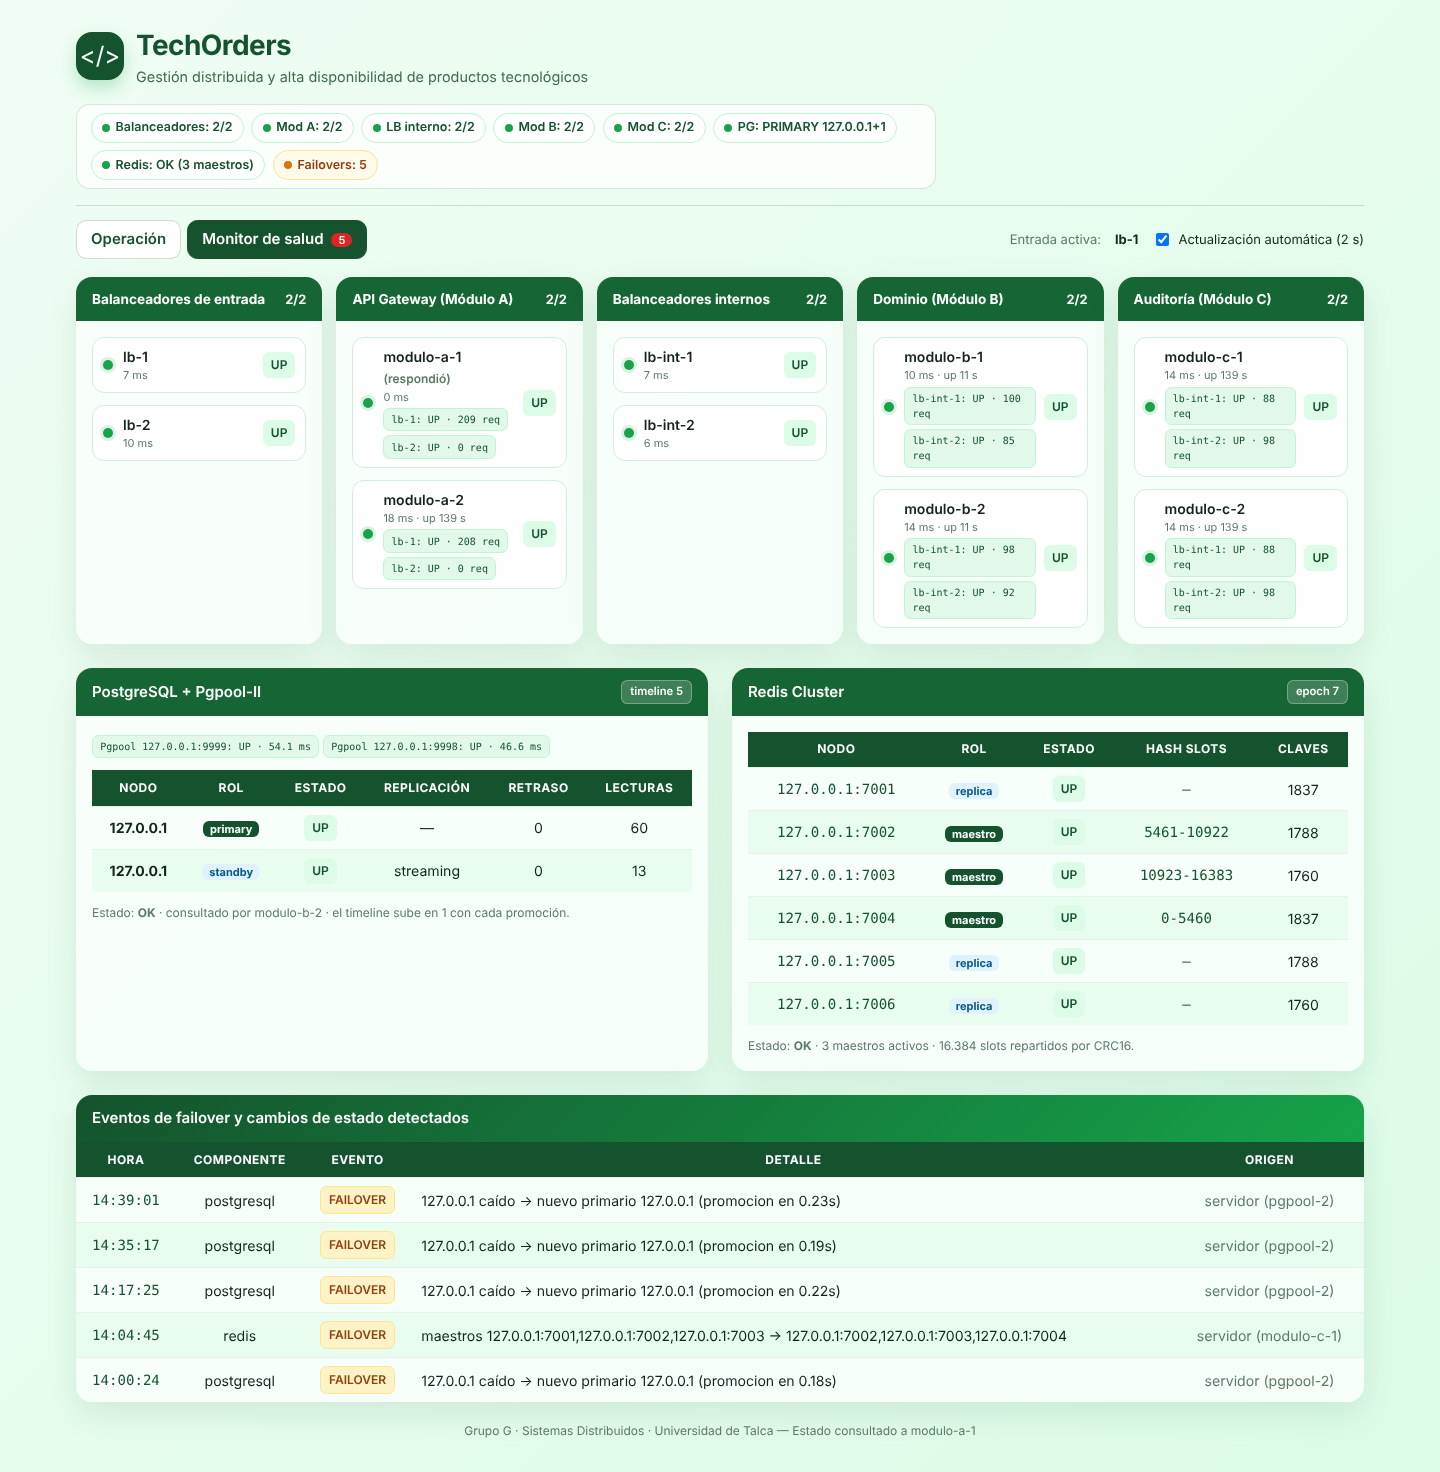 </>
TechOrders
Gestión distribuida y alta disponibilidad de productos tecnológicos
Balanceadores: 2/2 Mod A: 2/2 LB interno: 2/2 Mod B: 2/2 Mod C: 2/2 PG: PRIMARY 127.0.0.1+1
Redis: OK (3 maestros) Failovers: 5
Operación Monitor de salud 5 Entrada activa: lb-1 Actualización automática (2 s)
Balanceadores de entrada 2/2
lb-1
7 ms
UP
lb-2
10 ms
UP
API Gateway (Módulo A) 2/2
modulo-a-1
(respondió)
0 ms
lb-1: UP · 209 req
lb-2: UP · 0 req
UP
modulo-a-2
18 ms · up 139 s
lb-1: UP · 208 req
lb-2: UP · 0 req
UP
Balanceadores internos 2/2
lb-int-1
7 ms
UP
lb-int-2
6 ms
UP
Dominio (Módulo B) 2/2
modulo-b-1
10 ms · up 11 s
lb-int-1: UP · 100
req
lb-int-2: UP · 85
req
UP
modulo-b-2
14 ms · up 11 s
lb-int-1: UP · 98
req
lb-int-2: UP · 92
req
UP
Auditoría (Módulo C) 2/2
modulo-c-1
14 ms · up 139 s
lb-int-1: UP · 88
req
lb-int-2: UP · 98
req
UP
modulo-c-2
14 ms · up 139 s
lb-int-1: UP · 88
req
lb-int-2: UP · 98
req
UP
PostgreSQL + Pgpool-II timeline 5
Pgpool 127.0.0.1:9999: UP · 54.1 ms Pgpool 127.0.0.1:9998: UP · 46.6 ms
NODO ROL ESTADO REPLICACIÓN RETRASO LECTURAS
127.0.0.1 primary UP — 0 60
127.0.0.1 standby UP streaming 0 13
Estado: OK · consultado por modulo-b-2 · el timeline sube en 1 con cada promoción.
Redis Cluster epoch 7
NODO ROL ESTADO HASH SLOTS CLAVES
127.0.0.1:7001 replica UP — 1837
127.0.0.1:7002 maestro UP 5461-10922 1788
127.0.0.1:7003 maestro UP 10923-16383 1760
127.0.0.1:7004 maestro UP 0-5460 1837
127.0.0.1:7005 replica UP — 1788
127.0.0.1:7006 replica UP — 1760
Estado: OK · 3 maestros activos · 16.384 slots repartidos por CRC16.
Eventos de failover y cambios de estado detectados
HORA COMPONENTE EVENTO DETALLE ORIGEN
14:39:01 postgresql FAILOVER 127.0.0.1 caído → nuevo primario 127.0.0.1 (promocion en 0.23s) servidor (pgpool-2)
14:35:17 postgresql FAILOVER 127.0.0.1 caído → nuevo primario 127.0.0.1 (promocion en 0.19s) servidor (pgpool-2)
14:17:25 postgresql FAILOVER 127.0.0.1 caído → nuevo primario 127.0.0.1 (promocion en 0.22s) servidor (pgpool-2)
14:04:45 redis FAILOVER maestros 127.0.0.1:7001,127.0.0.1:7002,127.0.0.1:7003 → 127.0.0.1:7002,127.0.0.1:7003,127.0.0.1:7004 servidor (modulo-c-1)
14:00:24 postgresql FAILOVER 127.0.0.1 caído → nuevo primario 127.0.0.1 (promocion en 0.18s) servidor (pgpool-2)
Grupo G · Sistemas Distribuidos · Universidad de Talca — Estado consultado a modulo-a-1